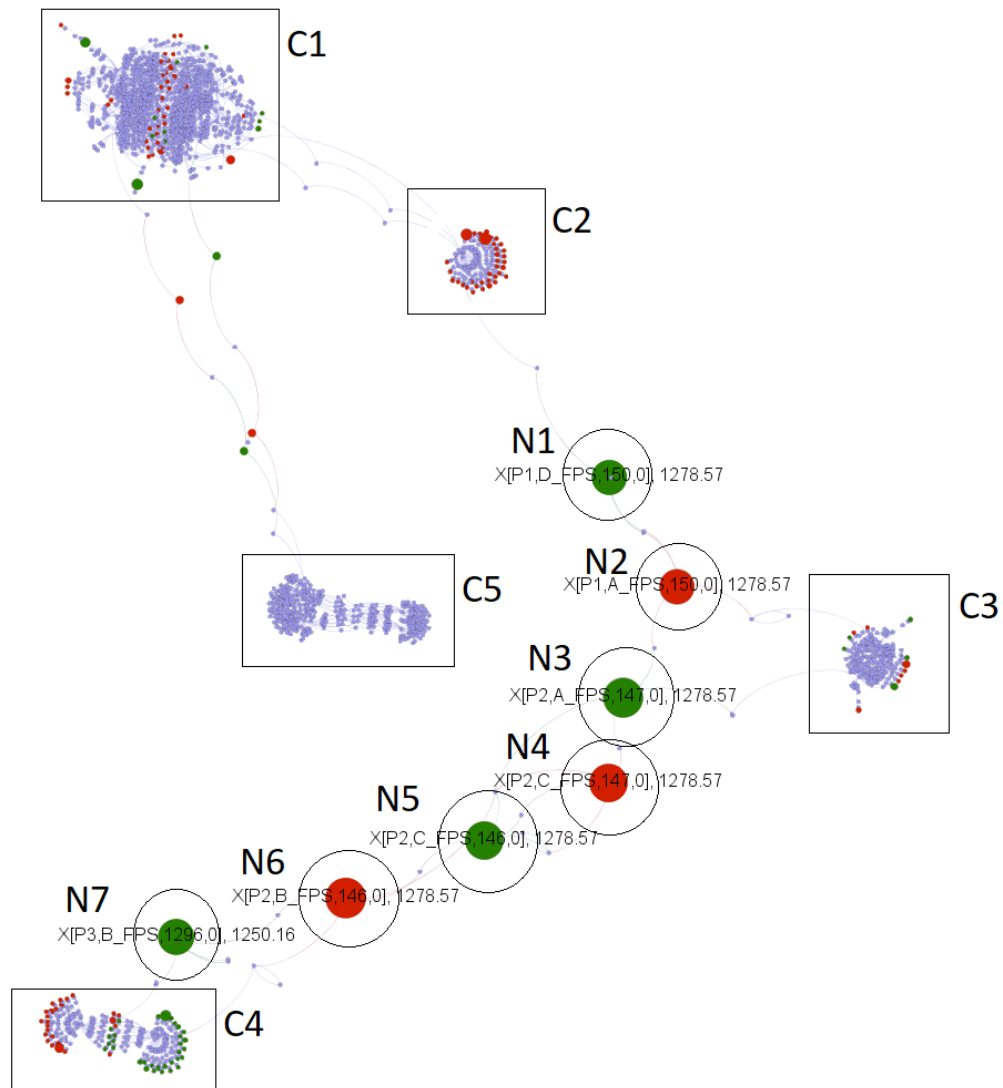 C1
C2
N1
X[P1,D_FPS,150,0], 1278.57
N2
X[P1,A_FPS,150,0], 1278.57
C5
C3
N3
X[P2,A_FPS,147,0], 1278.57
N4
X[P2,C_FPS,147,0], 1278.57
N5
X[P2,C_FPS,146,0], 1278.57
N6
X[P2,B_FPS,146,0], 1278.57
N7
X[P3,B_FPS,1296,0], 1250.16
C4